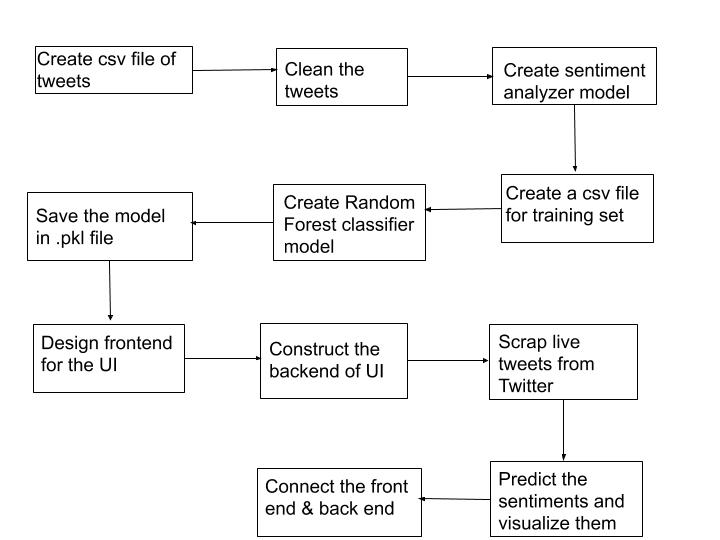 Create csv file of
tweets
Clean the
tweets
Create sentiment
analyzer model
Create a csv file
for training set
Create Random
Forest classifier
model
Save the model
in .pkl file
Design frontend
for the UI
Construct the
backend of UI
Scrap live
tweets from
Twitter
Predict the
sentiments and
visualize them
Connect the front
end & back end